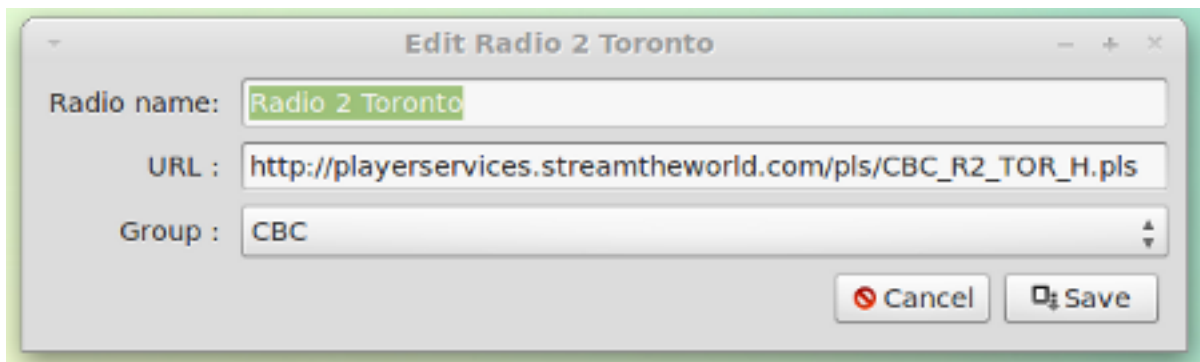 Edit Radio 2 Toronto
Radio name: Radio 2 Toronto
URL : http://playerservices.streamtheworld.com/pls/CBC_R2_TOR_H.pls
Group : CBC
Cancel Save